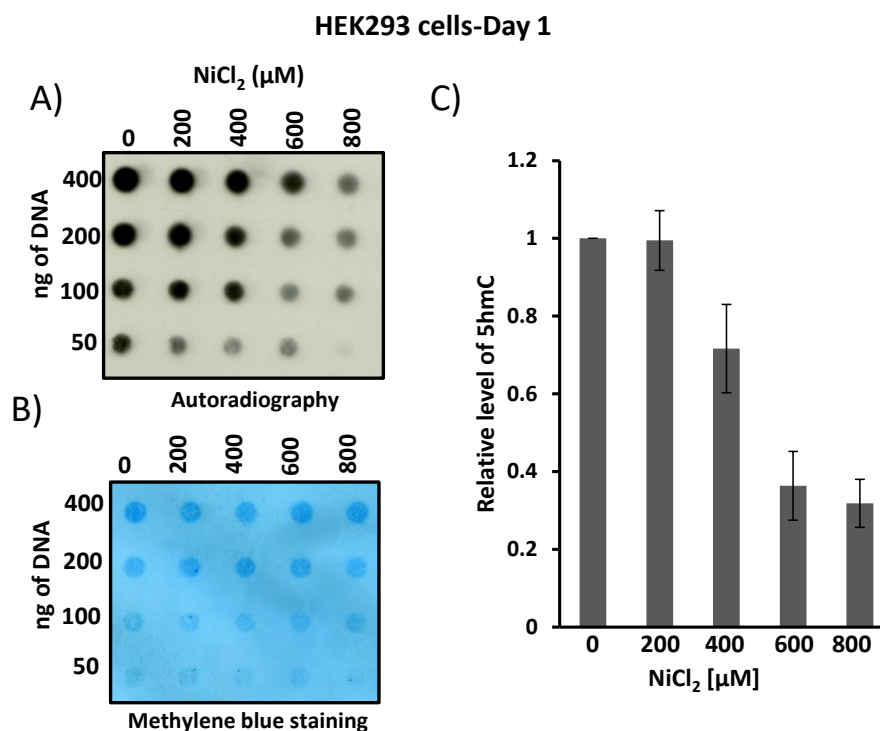 HEK293 cells-Day 1
A)
NiCl2 (µM)
0 200 400 600 800
400
200
100
50
ng of DNA
Autoradiography
B)
0 200 400 600 800
400
200
100
50
ng of DNA
Methylene blue staining
C)
1.2
1
0.8
0.6
0.4
0.2
0
Relative level of 5hmC
0 200 400 600 800
NiCl2 [µM]